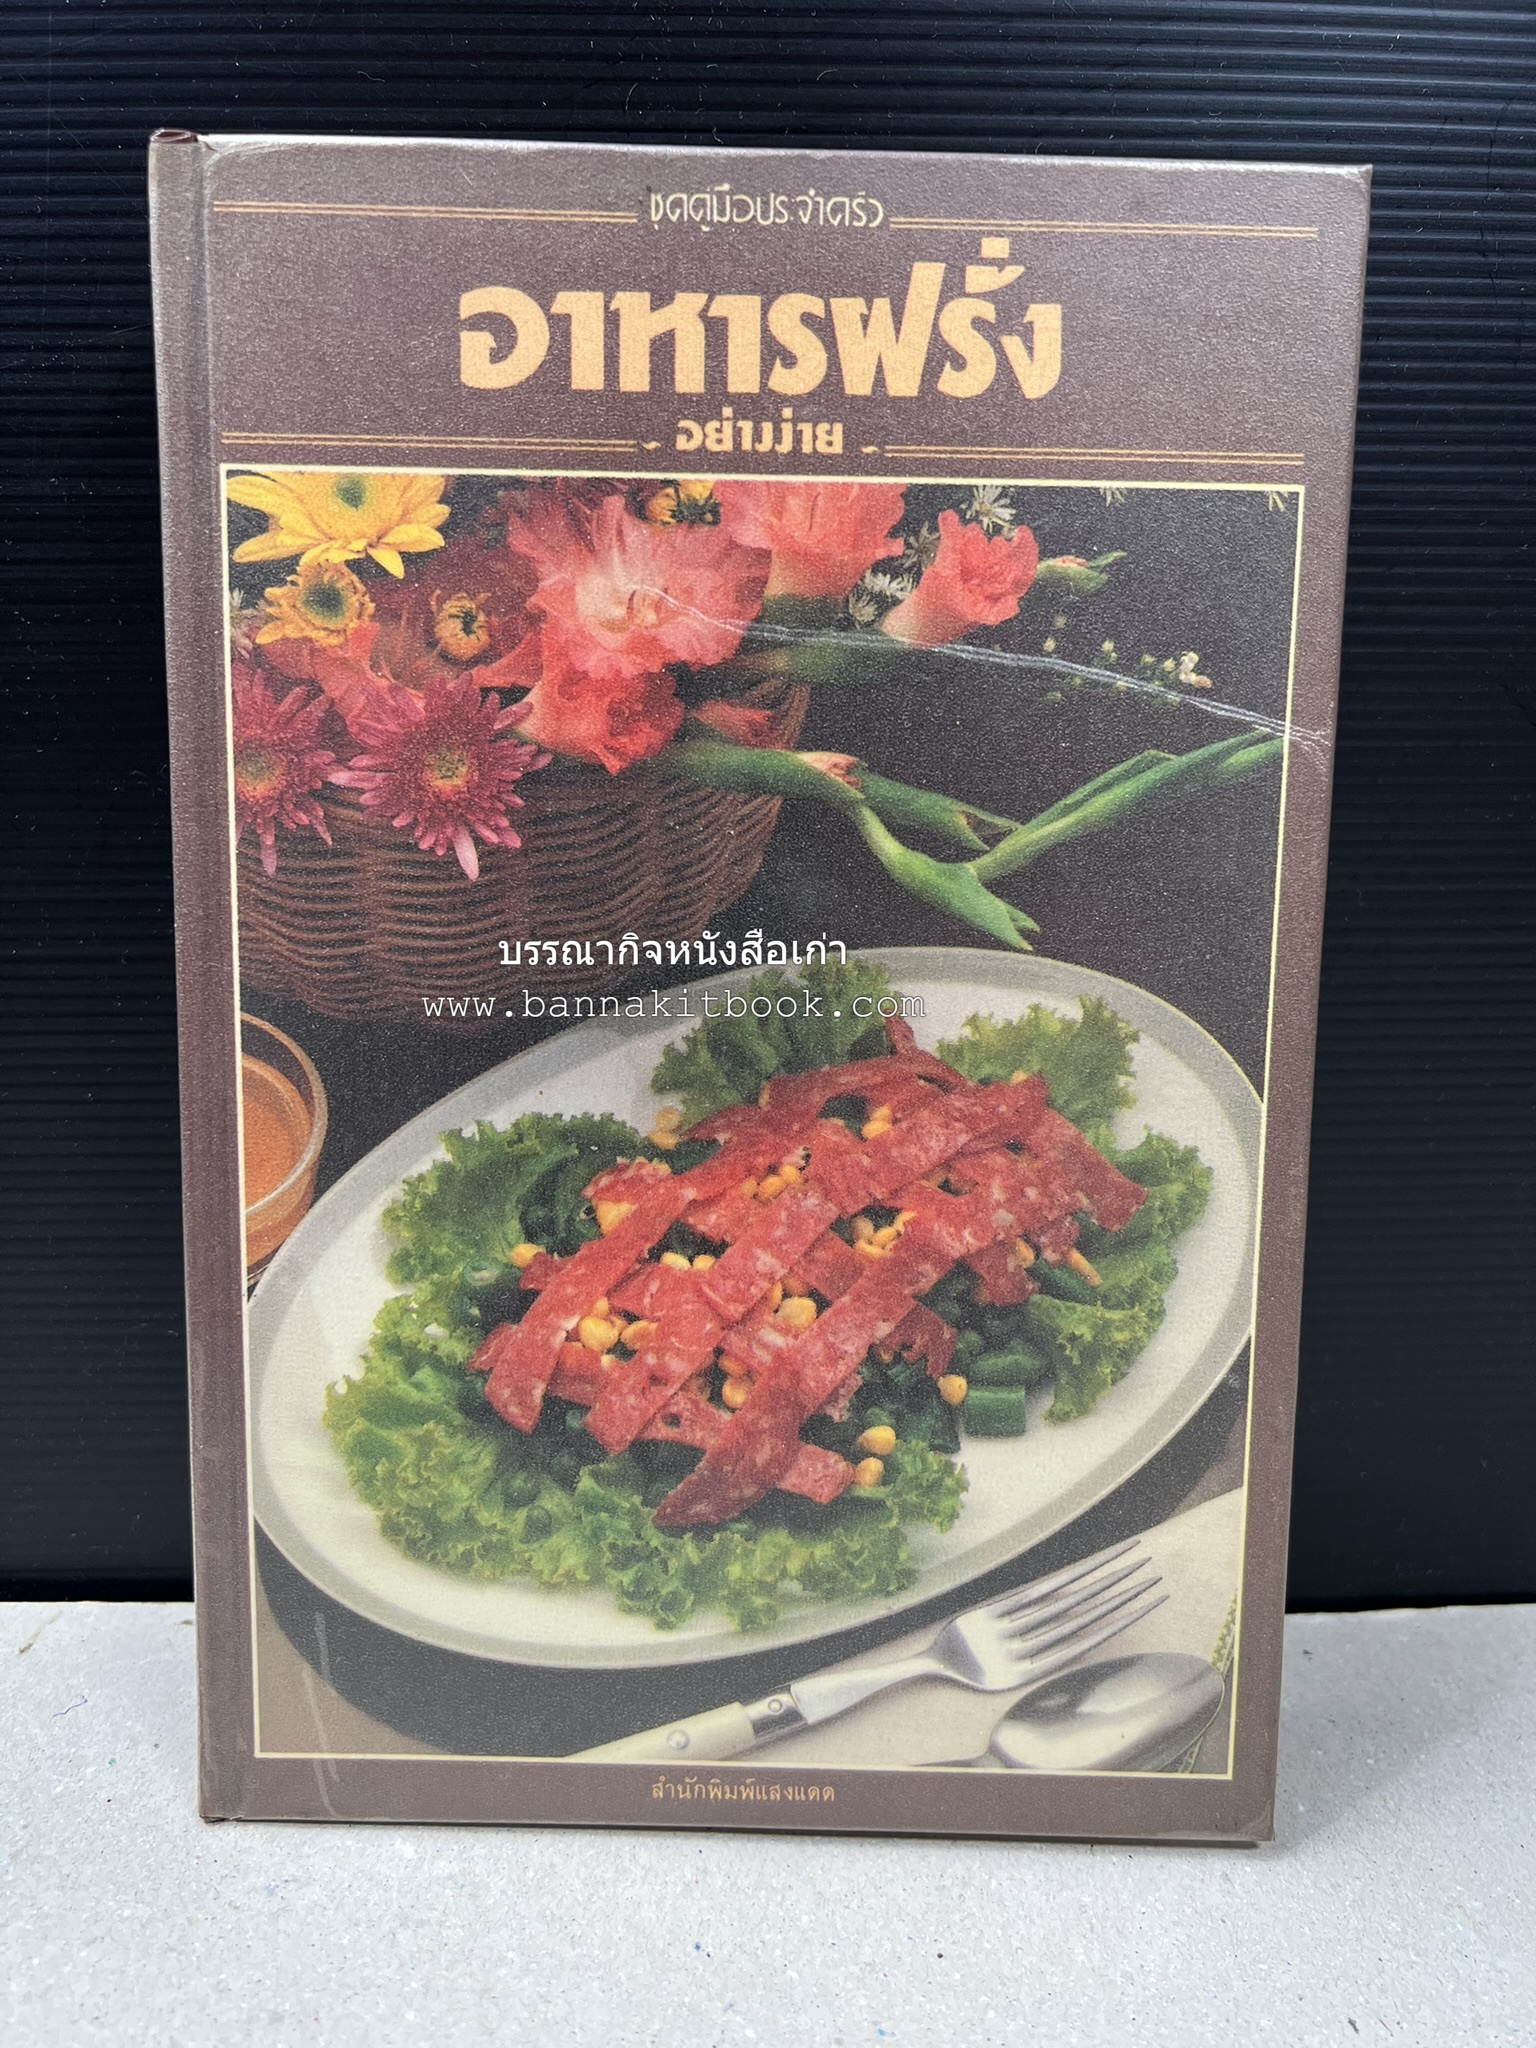 ชุดคู่มือประจำครัว
อาหารฝรั่ง
อย่างง่าย
บรรณากิจหนังสือเก่า
www.bannakitbook.com
สำนักพิมพ์แสงแดด